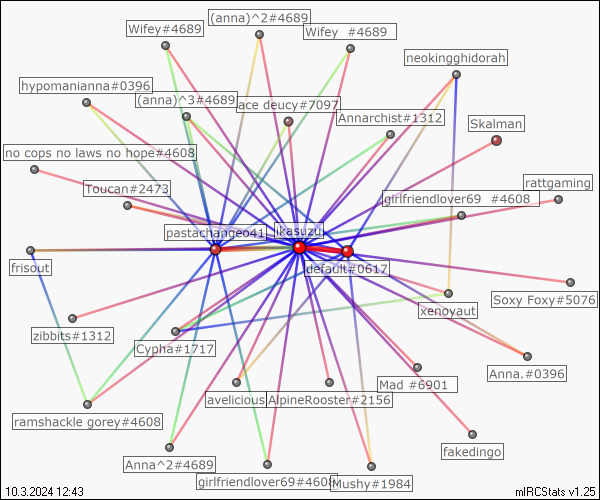 (anna)^2#4689
Wifey#4689
Wifey #4689
neokingghidorah
hypomanianna#0396
(anna)^3#4689
ace deucy#7097
Annarchist#1312
Skalman
no cops no laws no hope#4608
Toucan#2473
rattgaming
girlfriendlover69 #4608
pastachangeo41
ikasuzu
default#0617
frisout
Soxy Foxy#5076
xenoyaut
zibbits#1312
Cypha#1717
Anna.#0396
Mad #6901
avelicious
AlpineRooster#2156
ramshackle gorey#4608
fakedingo
Anna^2#4689
girlfriendlover69#4608
Mushy#1984
10.3.2024 12:43
mIRCStats v1.25